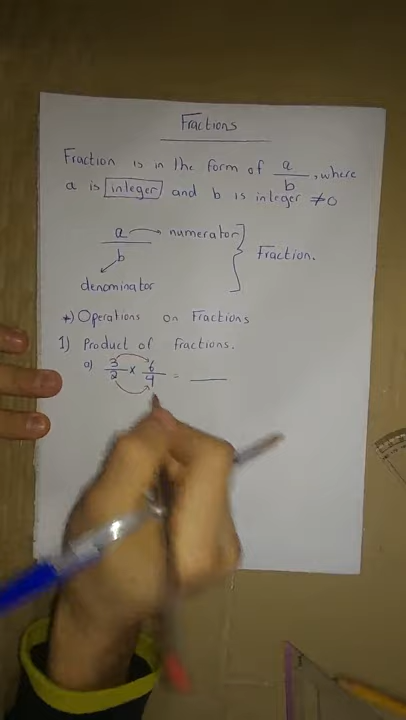 Fractions
Fraction is in the form of a/b, where
a is integer and b is integer ≠0
a → numerator
b
denominator
Fraction.
*) Operations on Fractions
1) Product of fractions.
a) 3/2 x 6/4 = ___